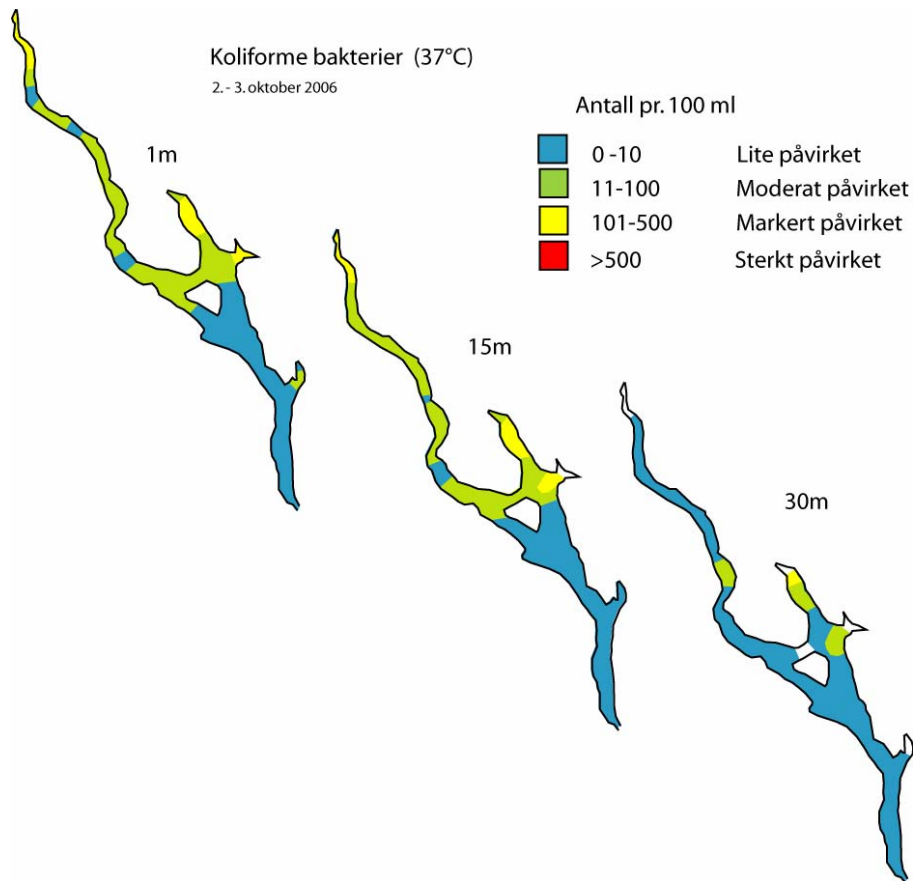 Koliforme bakterier (37°C)
2. - 3. oktober 2006
Antall pr. 100 ml
0 -10 Lite påvirket
11-100 Moderat påvirket
101-500 Markert påvirket
>500 Sterkt påvirket
1m
15m
30m